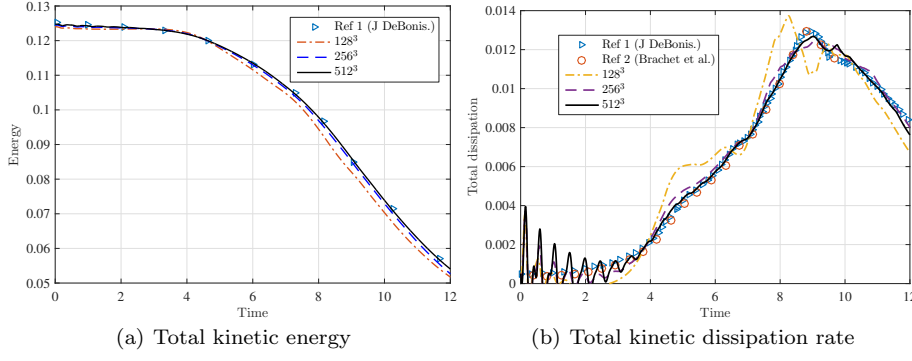 0.13
0.12
0.11
0.1
0.09
0.08
0.07
0.06
0.05
Energy
0 2 4 6 8 10 12
Time
Ref 1 (J DeBonis.)
128³
256³
512³
(a) Total kinetic energy
0.014
0.012
0.01
0.008
0.006
0.004
0.002
0
Total dssipation
0 2 4 6 8 10 12
Time
Ref 1 (J DeBonis.)
Ref 2 (Brachet et al.)
128³
256³
512³
(b) Total kinetic dissipation rate